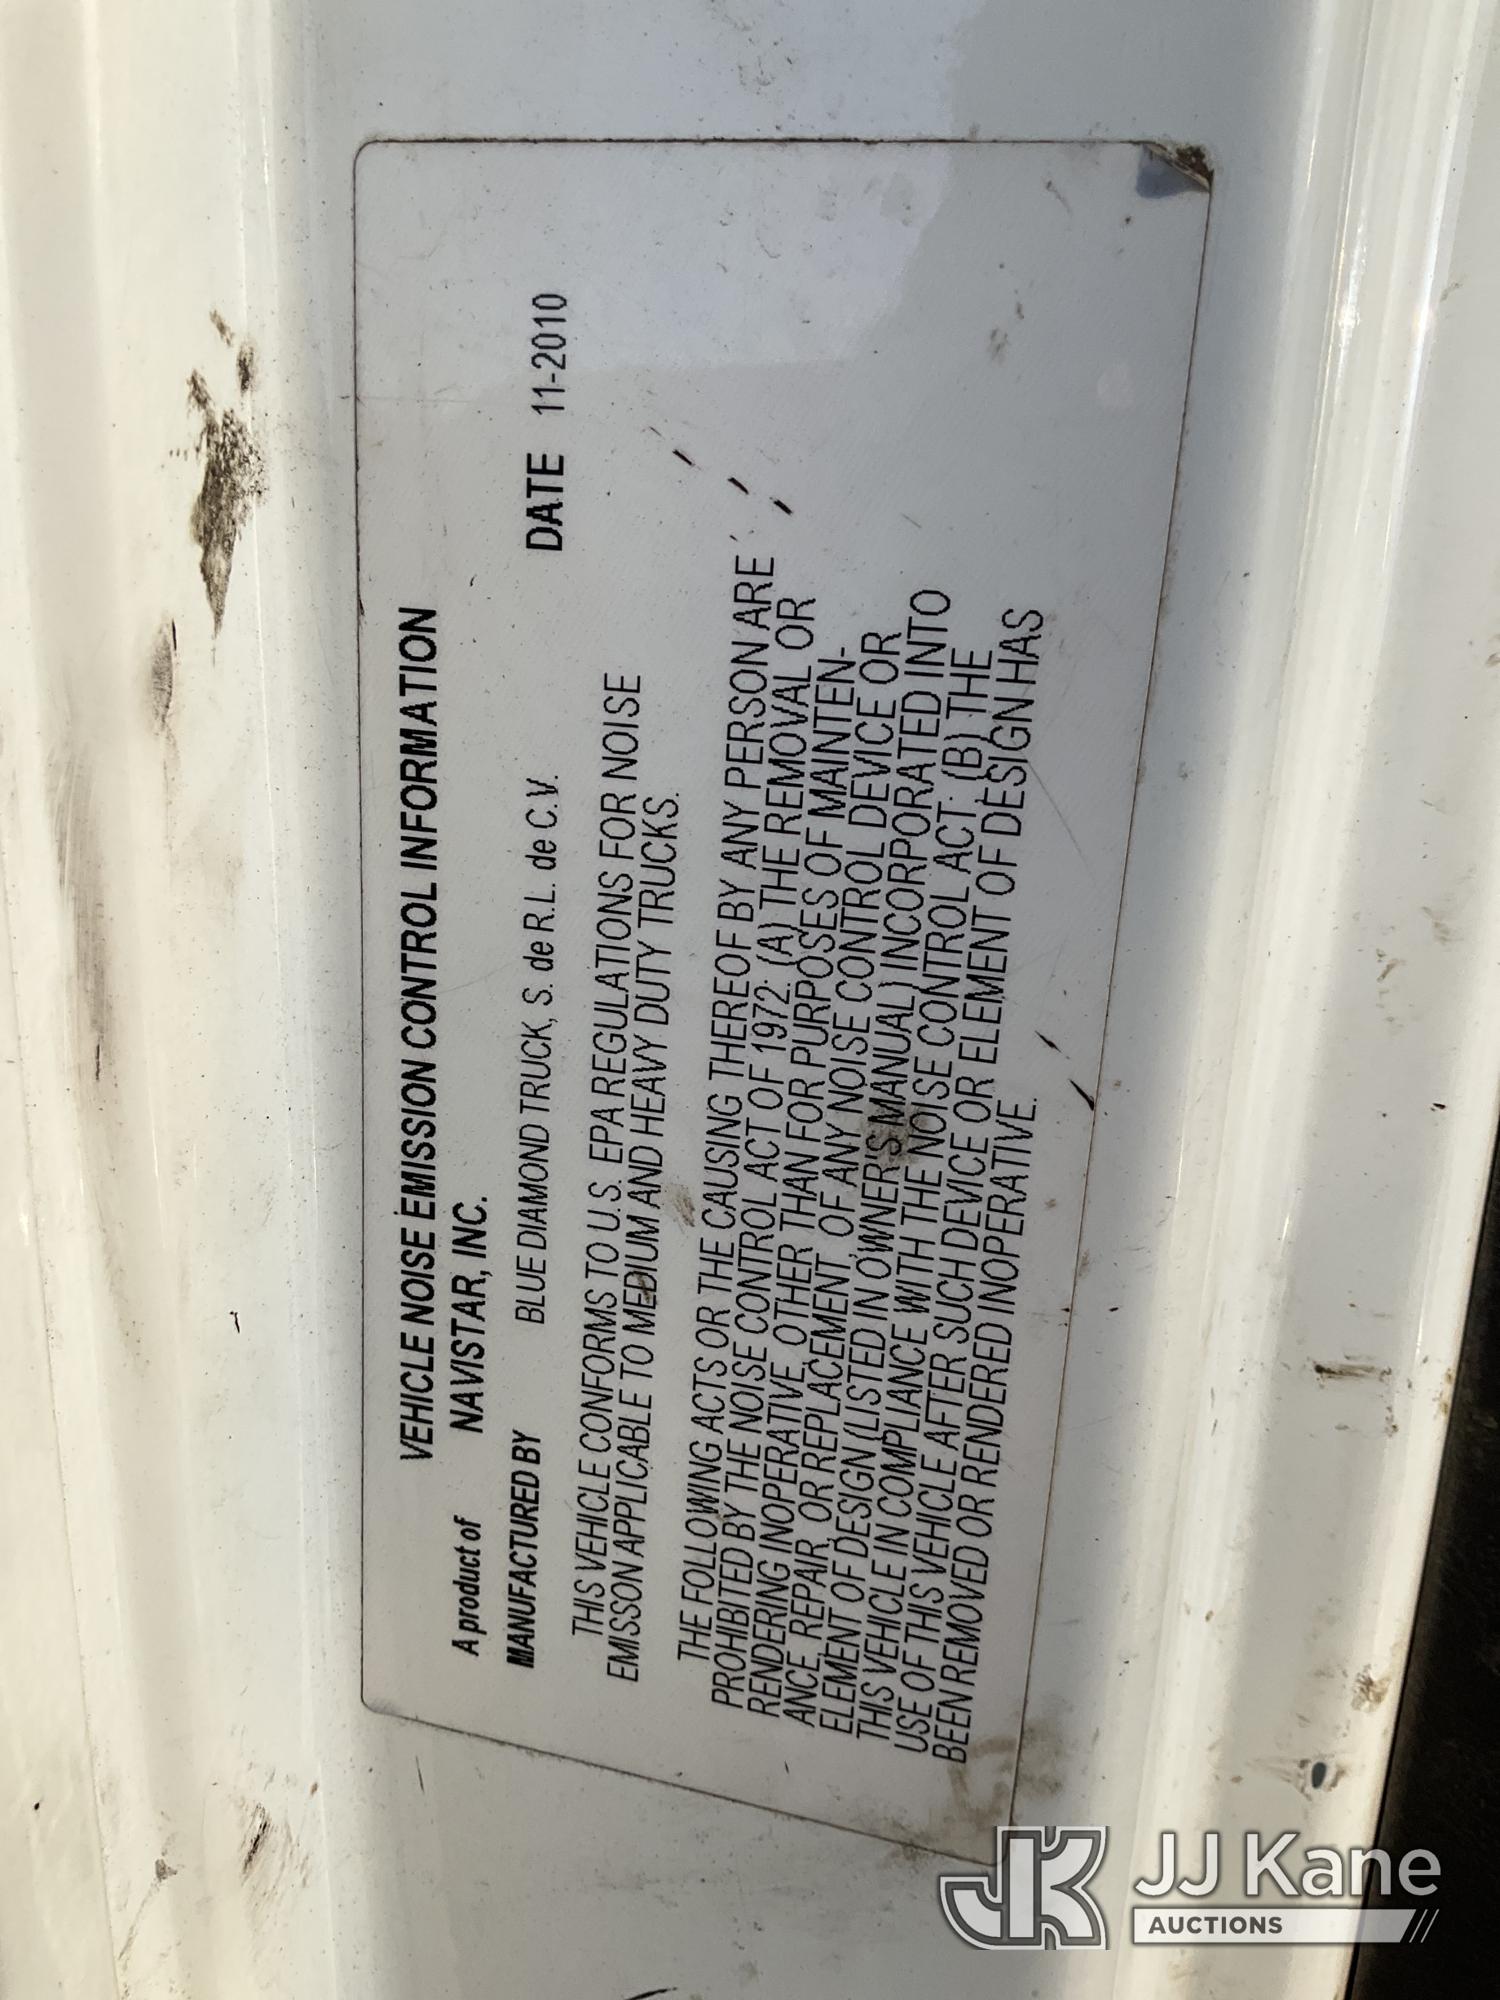 VEHICLE NOISE EMISSION CONTROL INFORMATION
A product of NAVISTAR, INC.
MANUFACTURED BY BLUE DIAMOND TRUCK, S. de R.L. de C.V. DATE 11-2010
THIS VEHICLE CONFORMS TO U.S. EPA REGULATIONS FOR NOISE
EMISSON APPLICABLE TO MEDIUM AND HEAVY DUTY TRUCKS.
THE FOLLOWING ACTS OR THE CAUSING THEREOF BY ANY PERSON ARE
PROHIBITED BY THE NOISE CONTROL ACT OF 1972: (A) THE REMOVAL OR
RENDERING INOPERATIVE, OTHER THAN FOR PURPOSES OF MAINTEN-
ANCE, REPAIR, OR REPLACEMENT, OF ANY NOISE CONTROL DEVICE OR
ELEMENT OF DESIGN (LISTED IN OWNER'S MANUAL) INCORPORATED INTO
THIS VEHICLE IN COMPLIANCE WITH THE NOISE CONTROL ACT, (B) THE
USE OF THIS VEHICLE AFTER SUCH DEVICE OR ELEMENT OF DESIGN HAS
BEEN REMOVED OR RENDERED INOPERATIVE.
JK JJ Kane
AUCTIONS